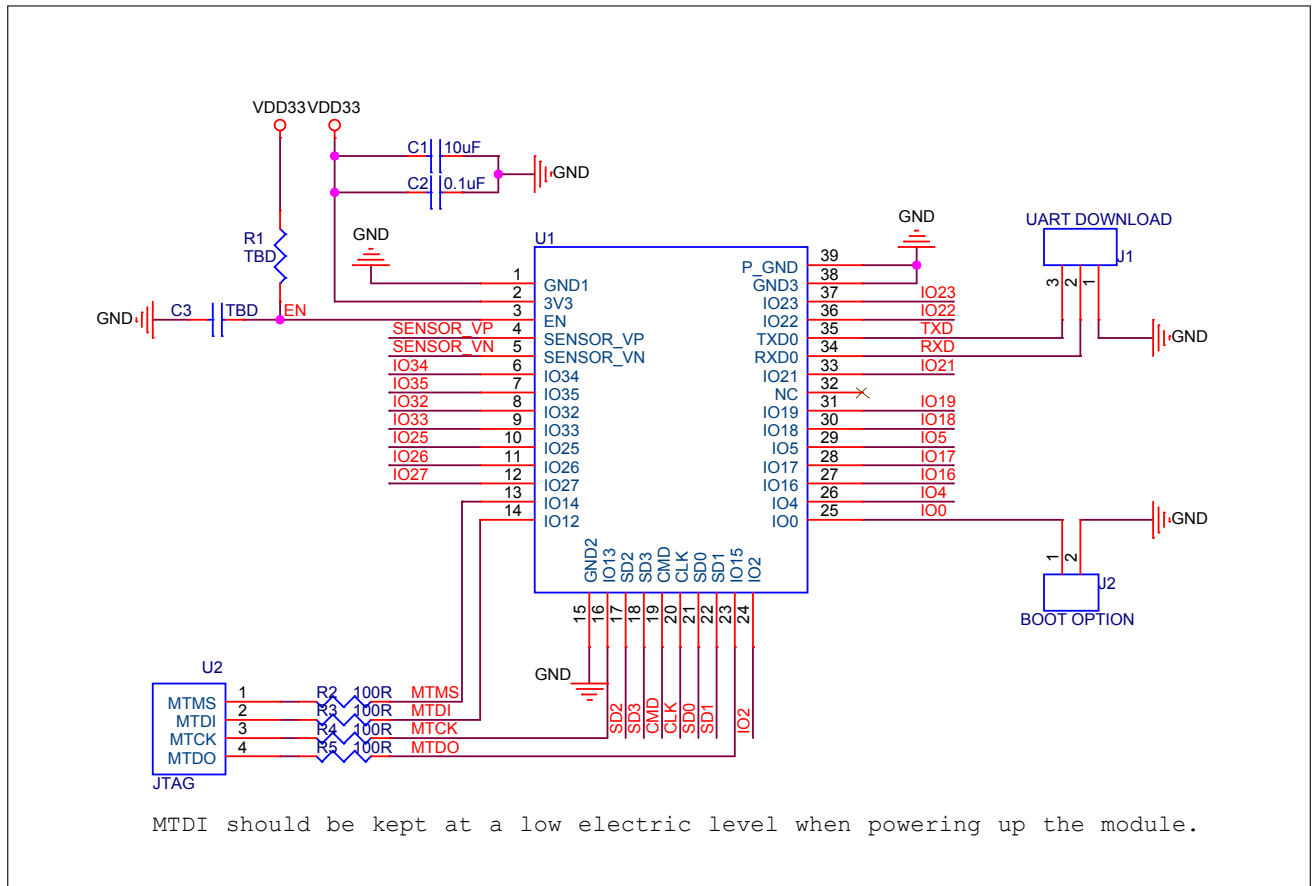 VDD33 VDD33
C1 10uF
GND
C2 0.1uF
R1
TBD
GND
C3 TBD EN
GND
U1
1 GND1
2 3V3
3 EN
SENSOR_VP 4 SENSOR_VP
SENSOR_VN 5 SENSOR_VN
IO34 6 IO34
IO35 7 IO35
IO32 8 IO32
IO33 9 IO33
IO25 10 IO25
IO26 11 IO26
IO27 12 IO27
13 IO14
14 IO12
GND
P_GND 39
GND3 38
IO23 37 IO23
IO22 36 IO22
TXD0 35 TXD
RXD0 34 RXD
IO21 33 IO21
NC 32
IO19 31 IO19
IO18 30 IO18
IO5 29 IO5
IO17 28 IO17
IO16 27 IO16
IO4 26 IO4
IO0 25 IO0
UART DOWNLOAD
J1
3 2 1
GND
GND
1 2
J2
BOOT OPTION
GND2 IO13 SD2 SD3 CMD CLK SD0 SD1 IO15 IO2
15 16 17 18 19 20 21 22 23 24
GND
SD2 SD3 CMD CLK SD0 SD1 IO2
U2
MTMS 1 R2 100R MTMS
MTDI 2 R3 100R MTDI
MTCK 3 R4 100R MTCK
MTDO 4 R5 100R MTDO
JTAG
MTDI should be kept at a low electric level when powering up the module.